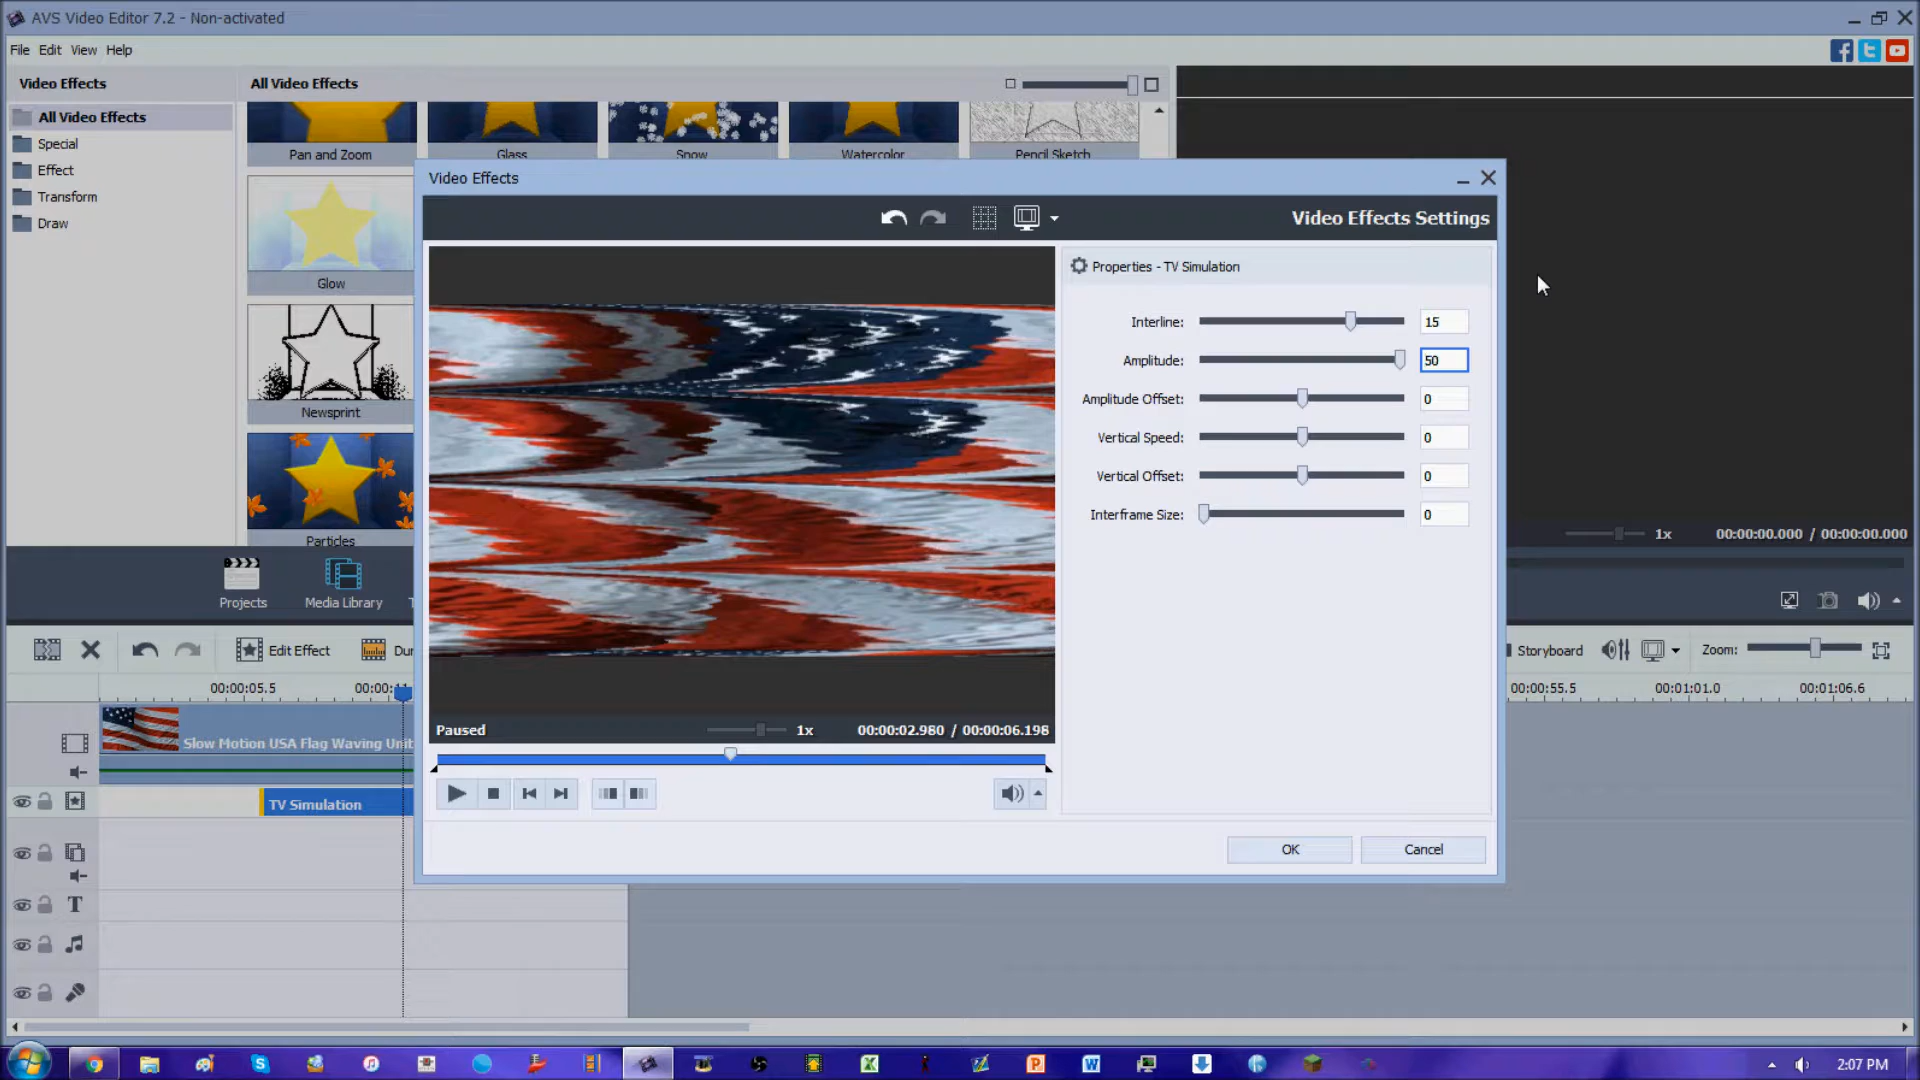 AVS Video Editor 7.2 - Non-activated
File Edit View Help
Video Effects
All Video Effects
All Video Effects
Special
Effect
Transform
Draw
Pan and Zoom
Glass
Snow
Watercolor
Pencil Sketch
Glow
Newsprint
Particles
Video Effects
Video Effects Settings
Properties - TV Simulation
Interline: 15
Amplitude: 50
Amplitude Offset: 0
Vertical Speed: 0
Vertical Offset: 0
Interframe Size: 0
Paused 1x 00:00:02.980 / 00:00:06.198
OK Cancel
1x 00:00:00.000 / 00:00:00.000
Projects
Media Library
Edit Effect
Storyboard
Zoom:
00:00:05.5
00:00:55.5 00:01:01.0 00:01:06.6
Slow Motion USA Flag Waving
TV Simulation
T
2:07 PM